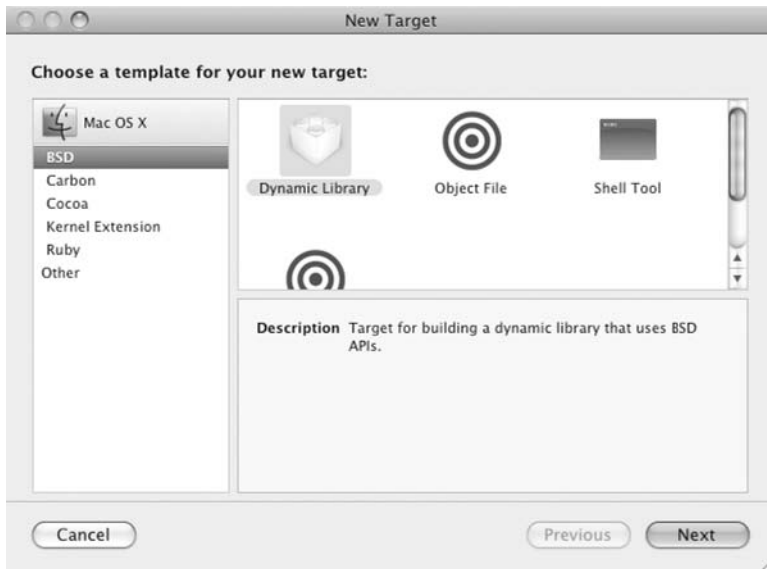 New Target
Choose a template for your new target:
Mac OS X
BSD
Carbon
Cocoa
Kernel Extension
Ruby
Other
Dynamic Library
Object File
Shell Tool
Description Target for building a dynamic library that uses BSD
APIs.
Cancel
Previous
Next